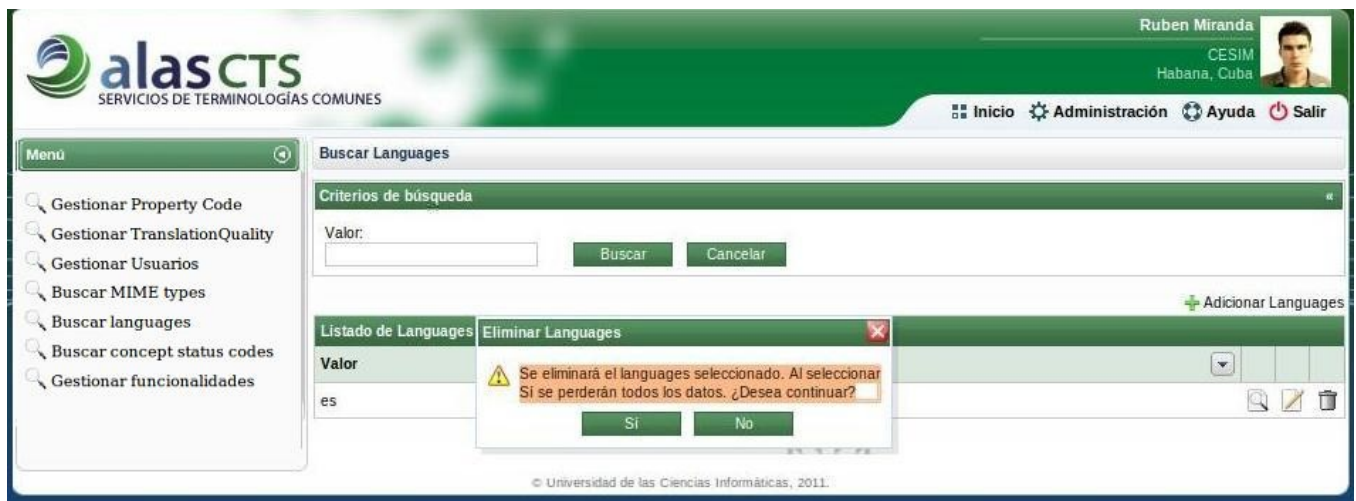 alas CTS
SERVICIOS DE TERMINOLOGÍAS COMUNES
Ruben Miranda
CESIM
Habana, Cuba
Inicio Administración Ayuda Salir
Menú
Gestionar Property Code
Gestionar TranslationQuality
Gestionar Usuarios
Buscar MIME types
Buscar languages
Buscar concept status codes
Gestionar funcionalidades
Buscar Languages
Criterios de búsqueda «
Valor:
Buscar Cancelar
Adicionar Languages
Listado de Languages
Valor
es
Eliminar Languages
Se eliminará el languages seleccionado. Al seleccionar
Sí se perderán todos los datos. ¿Desea continuar?
Sí No
© Universidad de las Ciencias Informáticas, 2011.